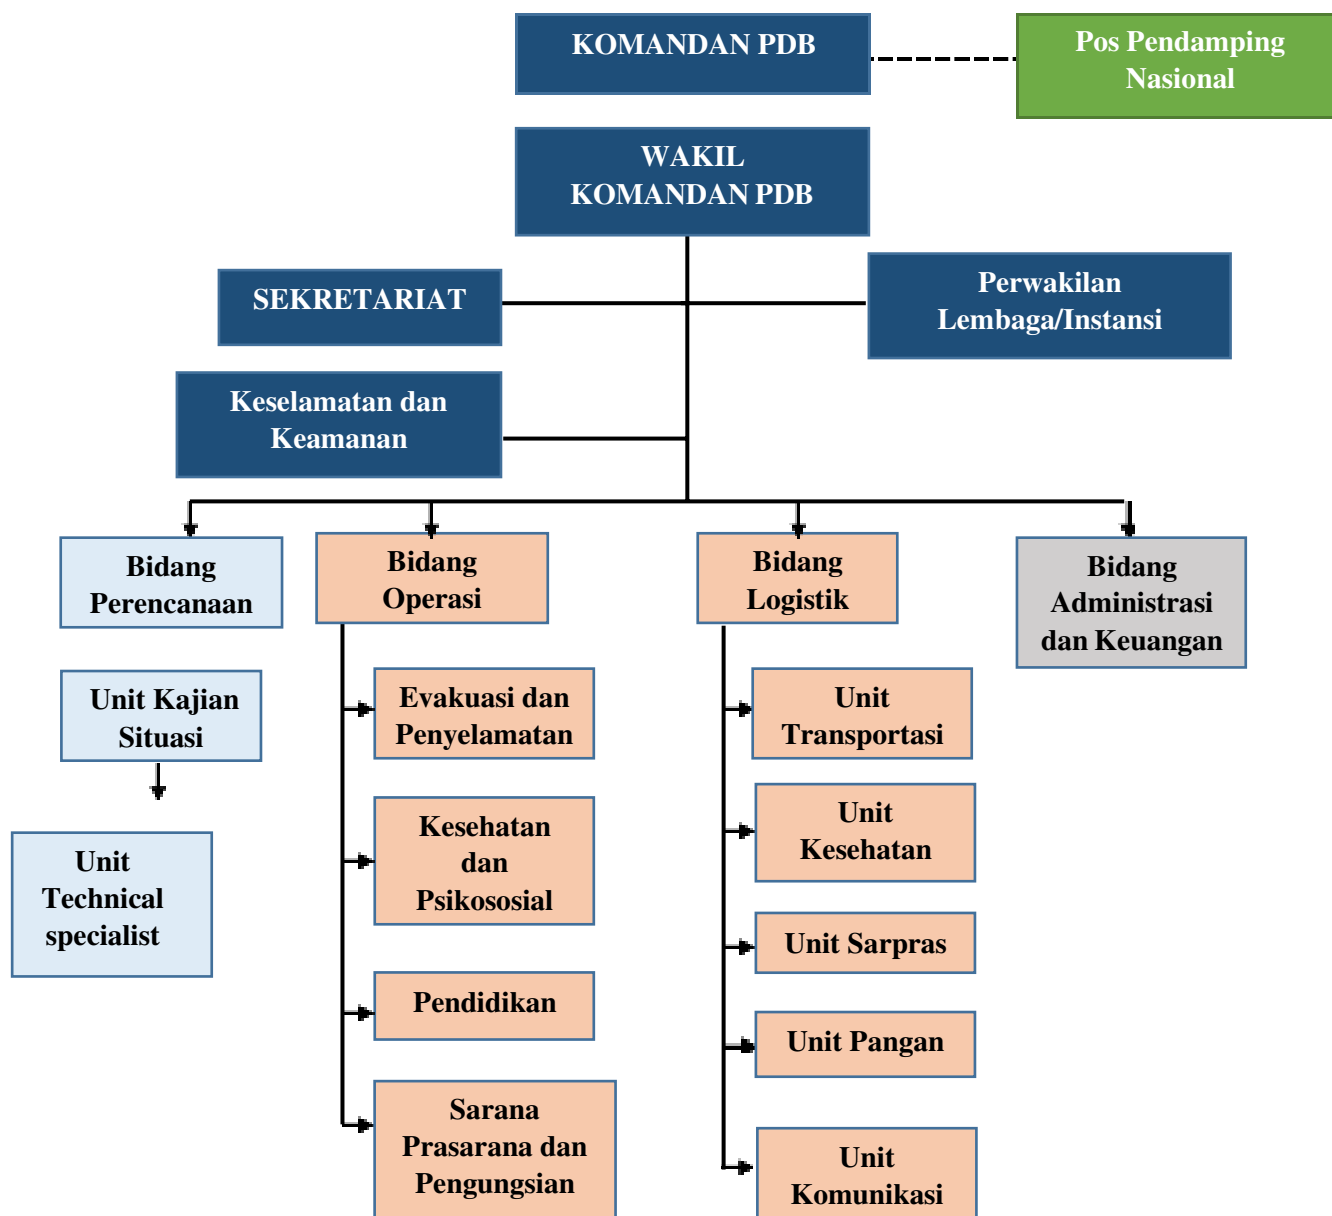 KOMANDAN PDB
Pos Pendamping
Nasional
WAKIL
KOMANDAN PDB
SEKRETARIAT
Perwakilan
Lembaga/Instansi
Keselamatan dan
Keamanan
Bidang
Perencanaan
Bidang
Operasi
Bidang
Logistik
Bidang
Administrasi
dan Keuangan
Unit Kajian
Situasi
Unit
Technical
specialist
Evakuasi dan
Penyelamatan
Kesehatan
dan
Psikososial
Pendidikan
Sarana
Prasarana dan
Pengungsian
Unit
Transportasi
Unit
Kesehatan
Unit Sarpras
Unit Pangan
Unit
Komunikasi